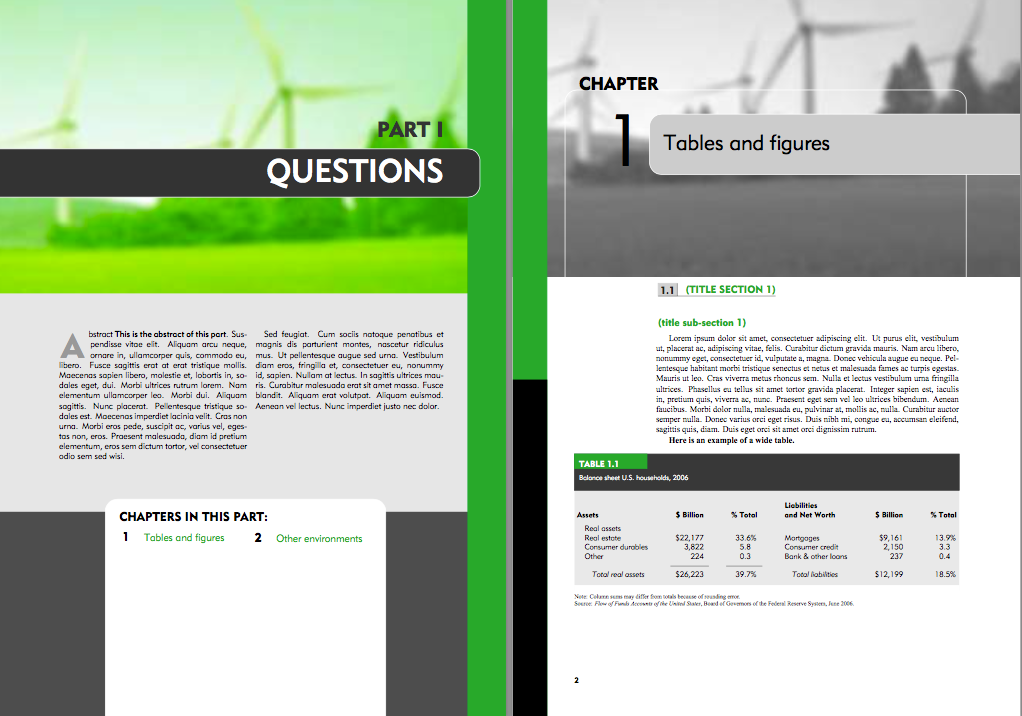 PART I
QUESTIONS
Abstract This is the abstract of this part. Sus-
pendisse vitae elit. Aliquam arcu neque,
ornare in, ullamcorper quis, commodo eu,
libero. Fusce sagittis erat at erat tristique mollis.
Maecenas sapien libero, molestie et, lobortis in, so-
dales eget, dui. Morbi ultrices rutrum lorem. Nam
elementum ullamcorper leo. Morbi dui. Aliquam
sagittis. Nunc placerat. Pellentesque tristique so-
dales est. Maecenas imperdiet lacinia velit. Cras non
urna. Morbi eros pede, suscipit ac, varius vel, eges-
tas non, eros. Praesent malesuada, diam id pretium
elementum, eros sem dictum tortor, vel consectetuer
odio sem sed wisi.
Sed feugiat. Cum sociis natoque penatibus et
magnis dis parturient montes, nascetur ridiculus
mus. Ut pellentesque augue sed urna. Vestibulum
diam eros, fringilla et, consectetuer eu, nonummy
id, sapien. Nullam at lectus. In sagittis ultrices mau-
ris. Curabitur malesuada erat sit amet massa. Fusce
blandit. Aliquam erat volutpat. Aliquam euismod.
Aenean vel lectus. Nunc imperdiet justo nec dolor.
CHAPTERS IN THIS PART:
1 Tables and figures 2 Other environments
CHAPTER
1 Tables and figures
1.1 (TITLE SECTION 1)
(title sub-section 1)
Lorem ipsum dolor sit amet, consectetuer adipiscing elit. Ut purus elit, vestibulum
ut, placerat ac, adipiscing vitae, felis. Curabitur dictum gravida mauris. Nam arcu libero,
nonummy eget, consectetuer id, vulputate a, magna. Donec vehicula augue eu neque. Pel-
lentesque habitant morbi tristique senectus et netus et malesuada fames ac turpis egestas.
Mauris ut leo. Cras viverra metus rhoncus sem. Nulla et lectus vestibulum urna fringilla
ultrices. Phasellus eu tellus sit amet tortor gravida placerat. Integer sapien est, iaculis
in, pretium quis, viverra ac, nunc. Praesent eget sem vel leo ultrices bibendum. Aenean
faucibus. Morbi dolor nulla, malesuada eu, pulvinar at, mollis ac, nulla. Curabitur auctor
semper nulla. Donec varius orci eget risus. Duis nibh mi, congue eu, accumsan eleifend,
sagittis quis, diam. Duis eget orci sit amet orci dignissim rutrum.
Here is an example of a wide table.
TABLE 1.1
Balance sheet U.S. households, 2006
Assets $ Billion % Total Liabilities and Net Worth $ Billion % Total
Real assets
Real estate $22,177 33.6% Mortgages $9,161 13.9%
Consumer durables 3,822 5.8 Consumer credit 2,150 3.3
Other 224 0.3 Bank & other loans 237 0.4
Total real assets $26,223 39.7% Total liabilities $12,199 18.5%
Note: Column sums may differ from totals because of rounding error.
Source: Flow of Funds Accounts of the United States, Board of Governors of the Federal Reserve System, June 2006.
2